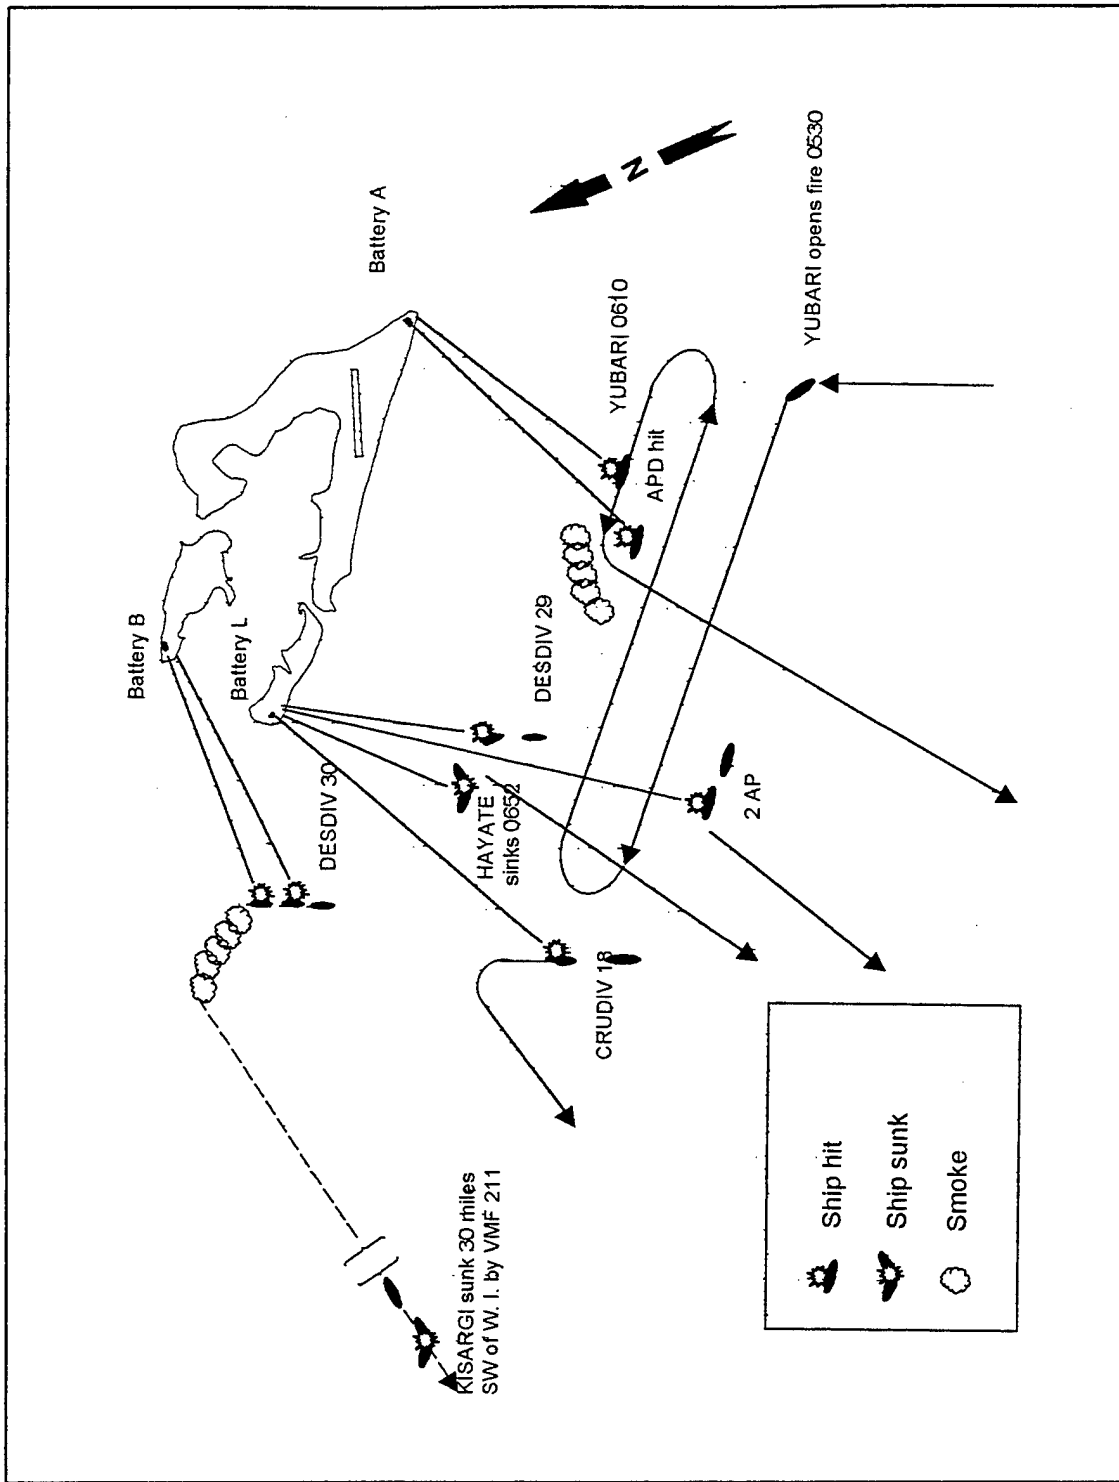 Battery B
Battery L
Battery A
N
DESDIV 30
DESDIV 29
HAYATE
sinks 0652
YUBARI 0610
APD hit
YUBARI opens fire 0530
2 AP
CRUDIV 18
KISARGI sunk 30 miles
SW of W. I. by VMF 211
Ship hit
Ship sunk
Smoke